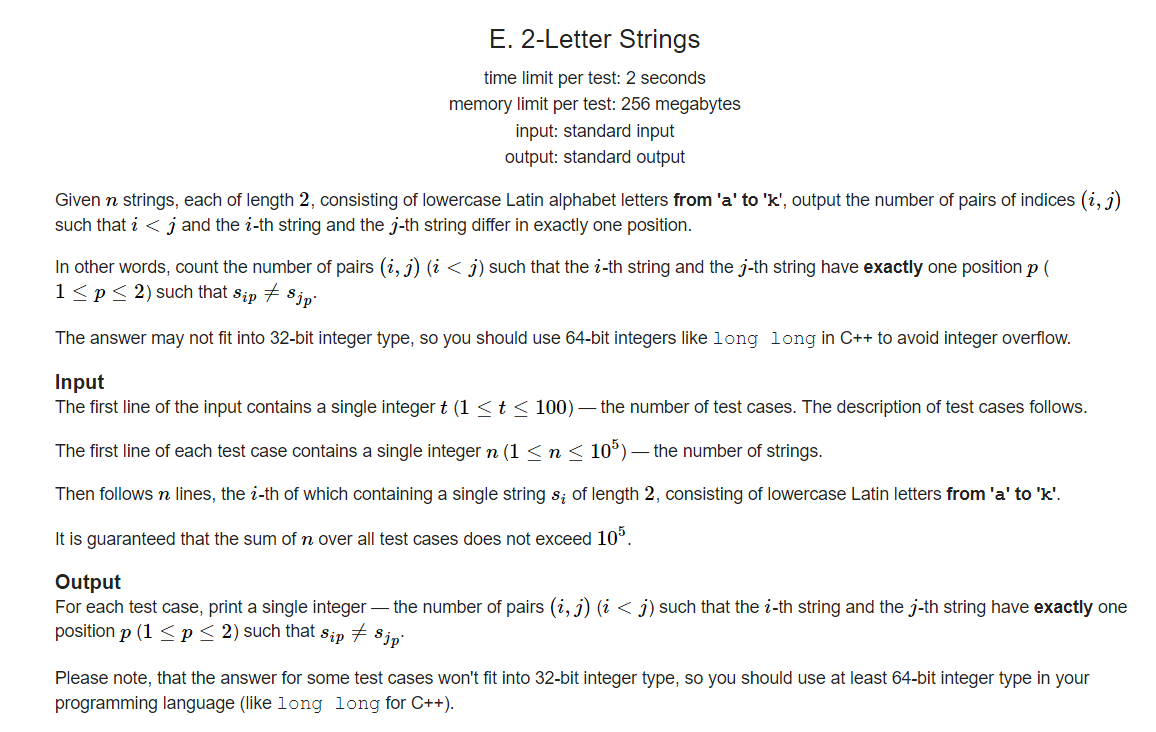 E. 2-Letter Strings
time limit per test: 2 seconds
memory limit per test: 256 megabytes
input: standard input
output: standard output
Given n strings, each of length 2, consisting of lowercase Latin alphabet letters from 'a' to 'k', output the number of pairs of indices (i, j)
such that i < j and the i-th string and the j-th string differ in exactly one position.
In other words, count the number of pairs (i, j) (i < j) such that the i-th string and the j-th string have exactly one position p (
1 ≤ p ≤ 2) such that s_{ip} ≠ s_{jp}.
The answer may not fit into 32-bit integer type, so you should use 64-bit integers like long long in C++ to avoid integer overflow.
Input
The first line of the input contains a single integer t (1 ≤ t ≤ 100) — the number of test cases. The description of test cases follows.
The first line of each test case contains a single integer n (1 ≤ n ≤ 10^5) — the number of strings.
Then follows n lines, the i-th of which containing a single string s_i of length 2, consisting of lowercase Latin letters from 'a' to 'k'.
It is guaranteed that the sum of n over all test cases does not exceed 10^5.
Output
For each test case, print a single integer — the number of pairs (i, j) (i < j) such that the i-th string and the j-th string have exactly one
position p (1 ≤ p ≤ 2) such that s_{ip} ≠ s_{jp}.
Please note, that the answer for some test cases won't fit into 32-bit integer type, so you should use at least 64-bit integer type in your
programming language (like long long for C++).